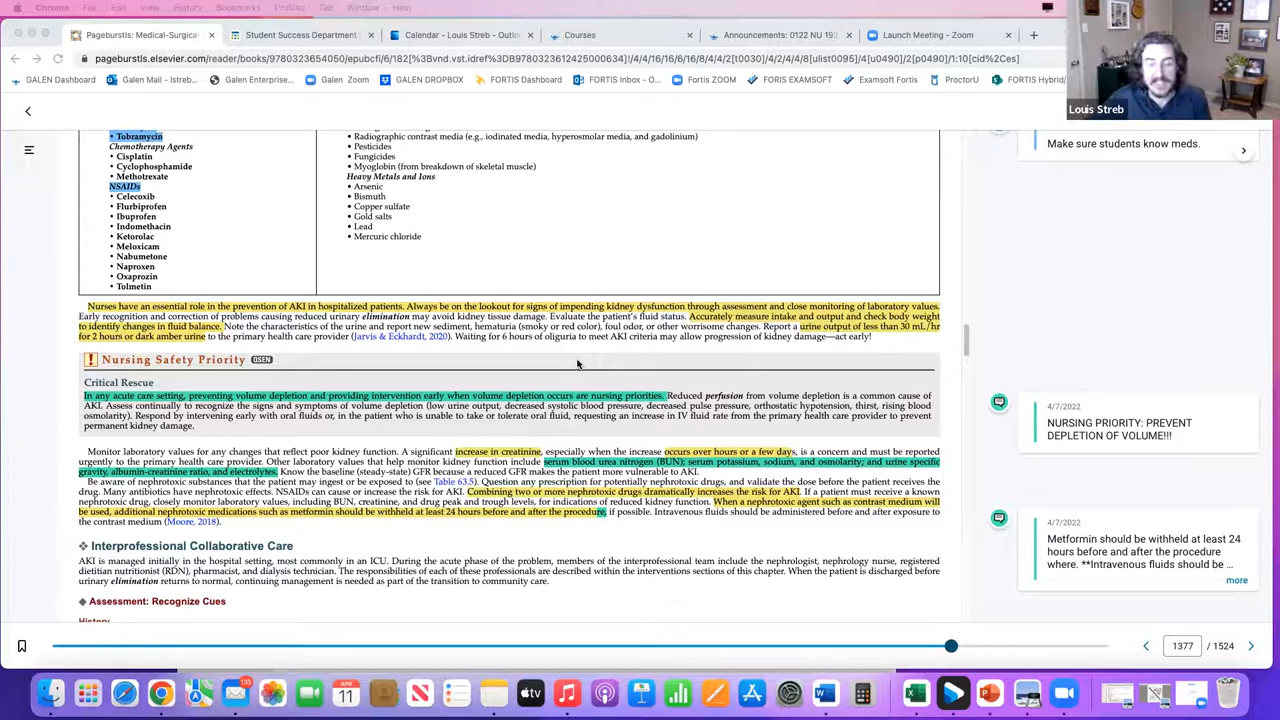 Chrome File Edit View History Bookmarks Profiles Tab Window Help
Pageburstls: Medical-Surgical
Student Success Department
Calendar - Louis Streb - Outlo
Courses
Announcements: 0122 NU 193
Launch Meeting - Zoom
pageburstls.elsevier.com/reader/books/9780323654050/epubcfi/6/182[%3Bvnd.vst.idref%3DB9780323612425000634]!/4/4/16/16/6/16/8/4/4/2[t0030]/4/2/4/4/8[ulist0095]/4[u0490]/2[p0490]/1:10[cid%2Ces]
GALEN Dashboard
Galen Mail - lstreb...
Galen Enterprise...
Galen Zoom
GALEN DROPBOX
FORTIS Dashboard
FORTIS Inbox - O...
Fortis ZOOM
FORIS EXAMSOFT
Examsoft Fortis
ProctorU
FORTIS Hybrid/
Louis Streb
• Tobramycin
Chemotherapy Agents
• Cisplatin
• Cyclophosphamide
• Methotrexate
NSAIDs
• Celecoxib
• Flurbiprofen
• Ibuprofen
• Indomethacin
• Ketorolac
• Meloxicam
• Nabumetone
• Naproxen
• Oxaprozin
• Tolmetin
• Radiographic contrast media (e.g., iodinated media, hyperosmolar media, and gadolinium)
• Pesticides
• Fungicides
• Myoglobin (from breakdown of skeletal muscle)
Heavy Metals and Ions
• Arsenic
• Bismuth
• Copper sulfate
• Gold salts
• Lead
• Mercuric chloride
Make sure students know meds.
Nurses have an essential role in the prevention of AKI in hospitalized patients. Always be on the lookout for signs of impending kidney dysfunction through assessment and close monitoring of laboratory values.
Early recognition and correction of problems causing reduced urinary elimination may avoid kidney tissue damage. Evaluate the patient's fluid status. Accurately measure intake and output and check body weight
to identify changes in fluid balance. Note the characteristics of the urine and report new sediment, hematuria (smoky or red color), foul odor, or other worrisome changes. Report a urine output of less than 30 mL/hr
for 2 hours or dark amber urine to the primary health care provider (Jarvis & Eckhardt, 2020). Waiting for 6 hours of oliguria to meet AKI criteria may allow progression of kidney damage—act early!
! Nursing Safety Priority QSEN
Critical Rescue
In any acute care setting, preventing volume depletion and providing intervention early when volume depletion occurs are nursing priorities. Reduced perfusion from volume depletion is a common cause of
AKI. Assess continually to recognize the signs and symptoms of volume depletion (low urine output, decreased systolic blood pressure, decreased pulse pressure, orthostatic hypotension, thirst, rising blood
osmolarity). Respond by intervening early with oral fluids or, in the patient who is unable to take or tolerate oral fluid, requesting an increase in IV fluid rate from the primary health care provider to prevent
permanent kidney damage.
4/7/2022
NURSING PRIORITY: PREVENT
DEPLETION OF VOLUME!!!
Monitor laboratory values for any changes that reflect poor kidney function. A significant increase in creatinine, especially when the increase occurs over hours or a few days, is a concern and must be reported
urgently to the primary health care provider. Other laboratory values that help monitor kidney function include serum blood urea nitrogen (BUN); serum potassium, sodium, and osmolarity; and urine specific
gravity, albumin-creatinine ratio, and electrolytes. Know the baseline (steady-state) GFR because a reduced GFR makes the patient more vulnerable to AKI.
Be aware of nephrotoxic substances that the patient may ingest or be exposed to (see Table 63.5). Question any prescription for potentially nephrotoxic drugs, and validate the dose before the patient receives the
drug. Many antibiotics have nephrotoxic effects. NSAIDs can cause or increase the risk for AKI. Combining two or more nephrotoxic drugs dramatically increases the risk for AKI. If a patient must receive a known
nephrotoxic drug, closely monitor laboratory values, including BUN, creatinine, and drug peak and trough levels, for indications of reduced kidney function. When a nephrotoxic agent such as contrast medium will
be used, additional nephrotoxic medications such as metformin should be withheld at least 24 hours before and after the procedure, if possible. Intravenous fluids should be administered before and after exposure to
the contrast medium (Moore, 2018).
4/7/2022
Metformin should be withheld at least 24
hours before and after the procedure
where. **Intravenous fluids should be ...
more
❖ Interprofessional Collaborative Care
AKI is managed initially in the hospital setting, most commonly in an ICU. During the acute phase of the problem, members of the interprofessional team include the nephrologist, nephrology nurse, registered
dietitian nutritionist (RDN), pharmacist, and dialysis technician. The responsibilities of each of these professionals are described within the interventions sections of this chapter. When the patient is discharged before
urinary elimination returns to normal, continuing management is needed as part of the transition to community care.
◆ Assessment: Recognize Cues
History
1377 / 1524
135
APR
11